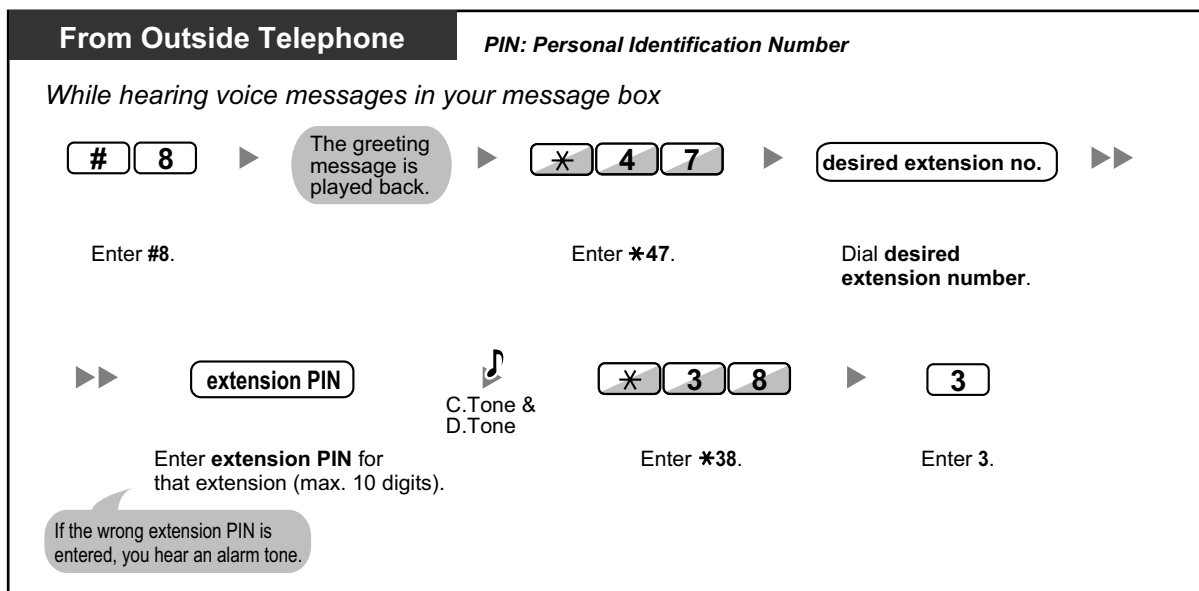 From Outside Telephone
PIN: Personal Identification Number
While hearing voice messages in your message box
# 8
The greeting
message is
played back.
* 4 7
desired extension no.
Enter #8.
Enter *47.
Dial desired
extension number.
extension PIN
C.Tone &
D.Tone
* 3 8
3
Enter extension PIN for
that extension (max. 10 digits).
Enter *38.
Enter 3.
If the wrong extension PIN is
entered, you hear an alarm tone.